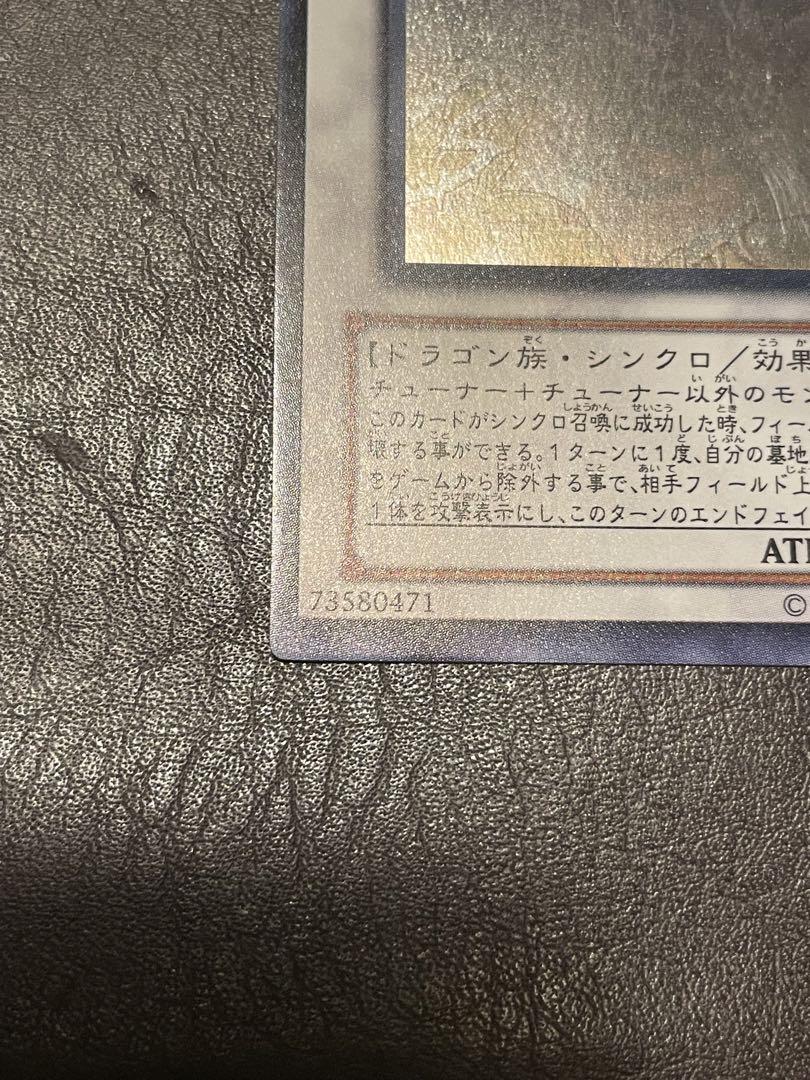 【ドラゴン族・シンクロ／効果
チューナー＋チューナー以外のモン
このカードがシンクロ召喚に成功した時、フィー
壊する事ができる。1ターンに1度、自分の墓地
をゲームから除外する事で、相手フィールド上
1体を攻撃表示にし、このターンのエンドフェイ
ATK
73580471 ©